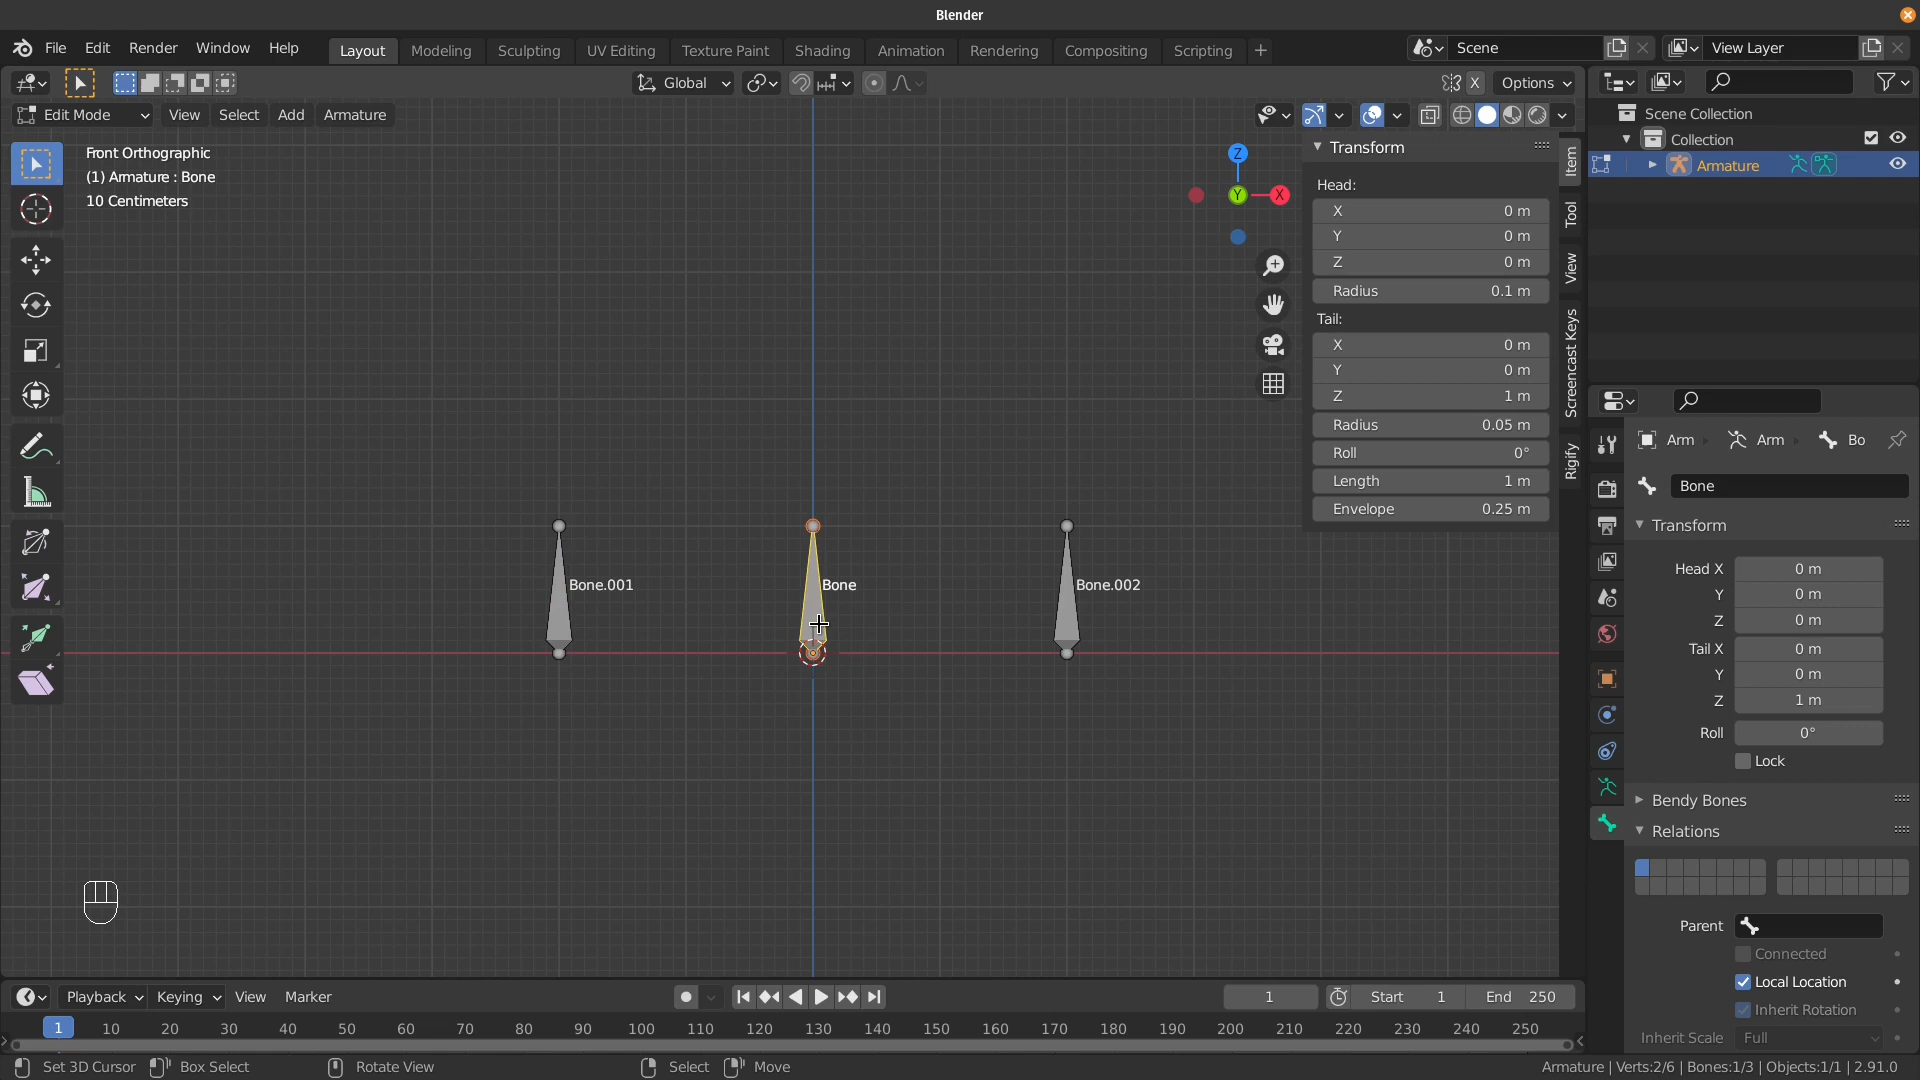 Blender
File Edit Render Window Help
Layout Modeling Sculpting UV Editing Texture Paint Shading Animation Rendering Compositing Scripting
Scene
View Layer
Global
X
Options
Edit Mode View Select Add Armature
Front Orthographic
(1) Armature : Bone
10 Centimeters
Z
Y
X
Transform
Head:
X 0 m
Y 0 m
Z 0 m
Radius 0.1 m
Tail:
X 0 m
Y 0 m
Z 1 m
Radius 0.05 m
Roll 0°
Length 1 m
Envelope 0.25 m
Item
Tool
View
Screencast Keys
Rigify
Bone.001
Bone
Bone.002
Scene Collection
Collection
Armature
Arm
Arm
Bo
Bone
Transform
Head X 0 m
Y 0 m
Z 0 m
Tail X 0 m
Y 0 m
Z 1 m
Roll 0°
Lock
Bendy Bones
Relations
Parent
Connected
Local Location
Inherit Rotation
Inherit Scale Full
Playback Keying View Marker
1
Start 1
End 250
1 10 20 30 40 50 60 70 80 90 100 110 120 130 140 150 160 170 180 190 200 210 220 230 240 250
Set 3D Cursor Box Select Rotate View Select Move
Armature | Verts:2/6 | Bones:1/3 | Objects:1/1 | 2.91.0